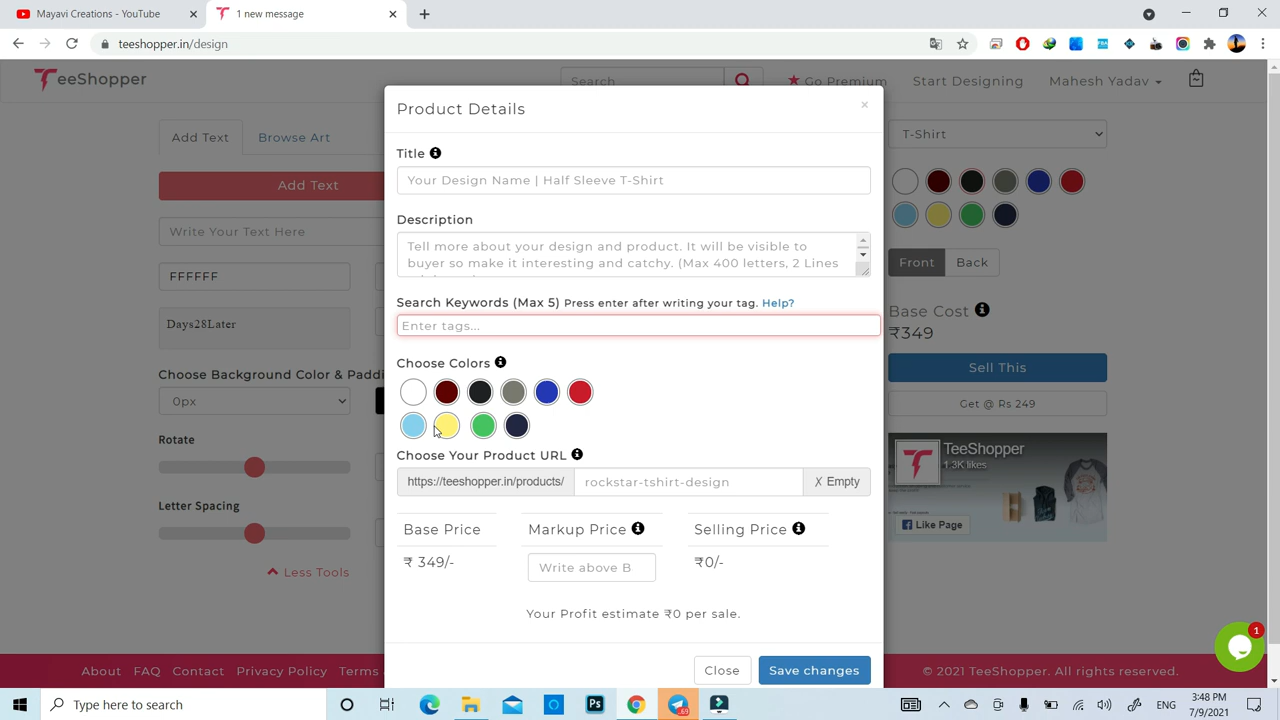 Mayavi Creations - YouTube
1 new message
teeshopper.in/design
TeeShopper
Search
Go Premium
Start Designing
Mahesh Yadav
Add Text
Browse Art
Add Text
Write Your Text Here
FFFFFF
Days28Later
Choose Background Color & Paddi
0px
Rotate
Letter Spacing
Less Tools
Product Details
×
Title
Your Design Name | Half Sleeve T-Shirt
Description
Tell more about your design and product. It will be visible to
buyer so make it interesting and catchy. (Max 400 letters, 2 Lines
Search Keywords (Max 5) Press enter after writing your tag. Help?
Enter tags...
Choose Colors
Choose Your Product URL
https://teeshopper.in/products/
rockstar-tshirt-design
✗ Empty
Base Price
Markup Price
Selling Price
₹ 349/-
Write above B
₹0/-
Your Profit estimate ₹0 per sale.
Close
Save changes
T-Shirt
Front
Back
Base Cost
₹349
Sell This
Get @ Rs 249
TeeShopper
1.3K likes
Like Page
1
About
FAQ
Contact
Privacy Policy
Terms
© 2021 TeeShopper. All rights reserved.
Type here to search
Ps
3:48 PM
7/9/2021